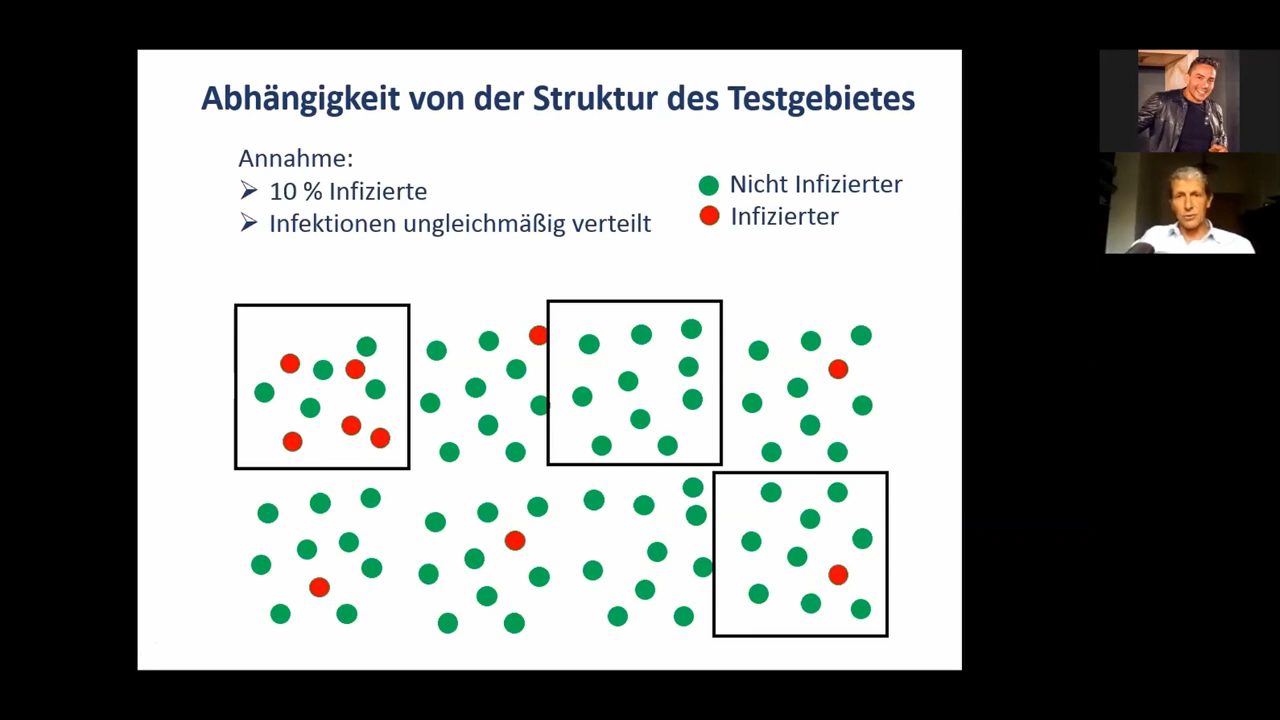 Abhängigkeit von der Struktur des Testgebietes
Annahme:
➢ 10 % Infizierte
➢ Infektionen ungleichmäßig verteilt
Nicht Infizierter
Infizierter